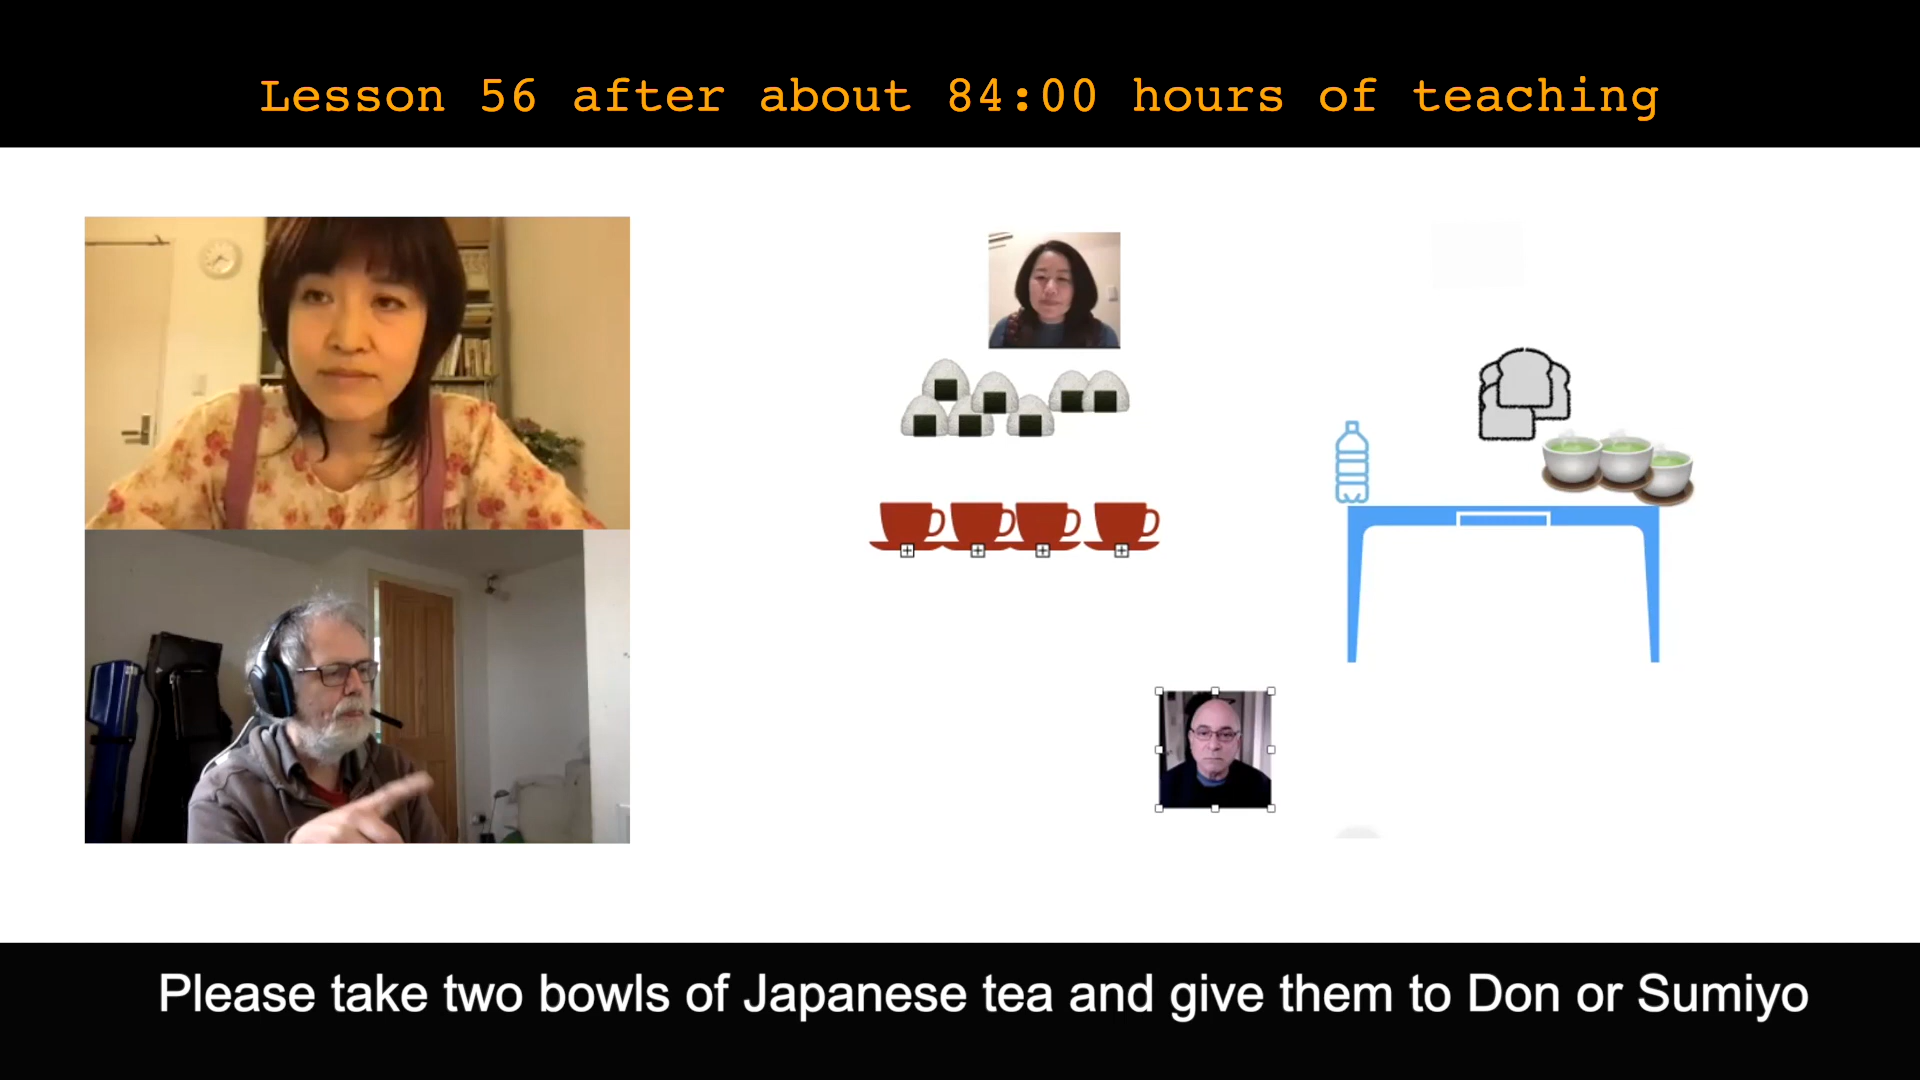 Lesson 56 after about 84:00 hours of teaching
Please take two bowls of Japanese tea and give them to Don or Sumiyo